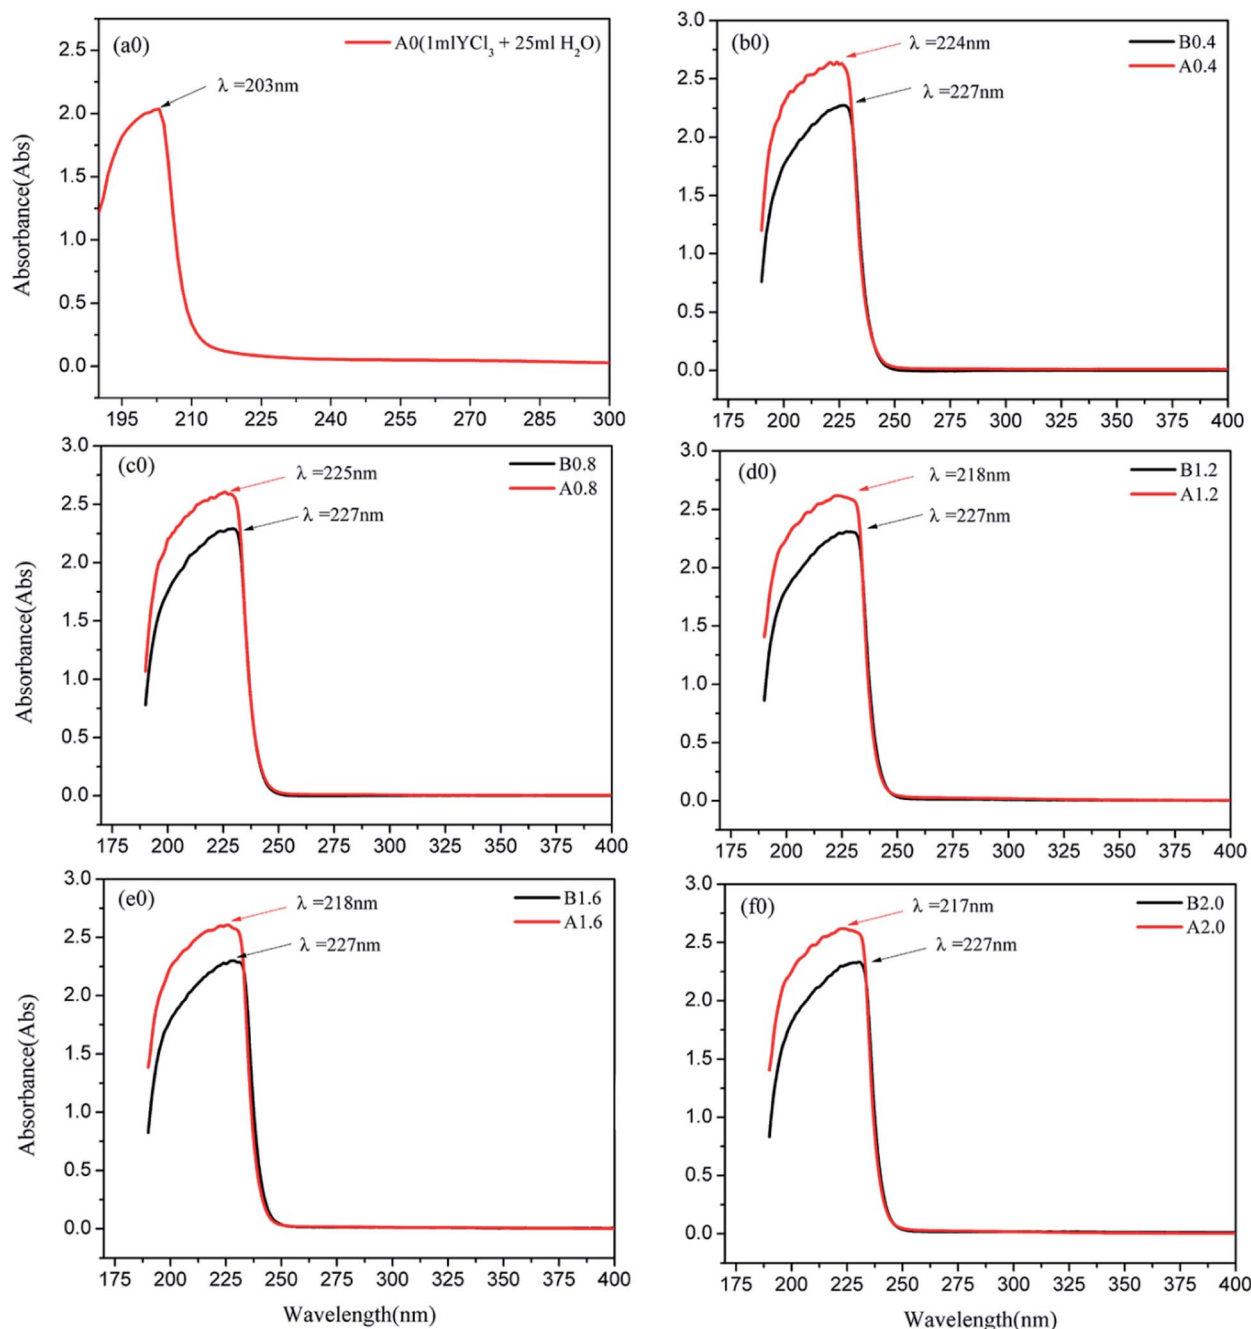 (a0)
A0(1mlYCl₃ + 25ml H₂O)
λ =203nm
2.5
2.0
1.5
1.0
0.5
0.0
Absorbance(Abs)
195 210 225 240 255 270 285 300
(b0)
B0.4
A0.4
λ =224nm
λ =227nm
3.0
2.5
2.0
1.5
1.0
0.5
0.0
175 200 225 250 275 300 325 350 375 400
(c0)
B0.8
A0.8
λ =225nm
λ =227nm
3.0
2.5
2.0
1.5
1.0
0.5
0.0
Absorbance(Abs)
175 200 225 250 275 300 325 350 375 400
(d0)
B1.2
A1.2
λ =218nm
λ =227nm
3.0
2.5
2.0
1.5
1.0
0.5
0.0
175 200 225 250 275 300 325 350 375 400
(e0)
B1.6
A1.6
λ =218nm
λ =227nm
3.0
2.5
2.0
1.5
1.0
0.5
0.0
Absorbance(Abs)
175 200 225 250 275 300 325 350 375 400
Wavelength(nm)
(f0)
B2.0
A2.0
λ =217nm
λ =227nm
3.0
2.5
2.0
1.5
1.0
0.5
0.0
175 200 225 250 275 300 325 350 375 400
Wavelength(nm)